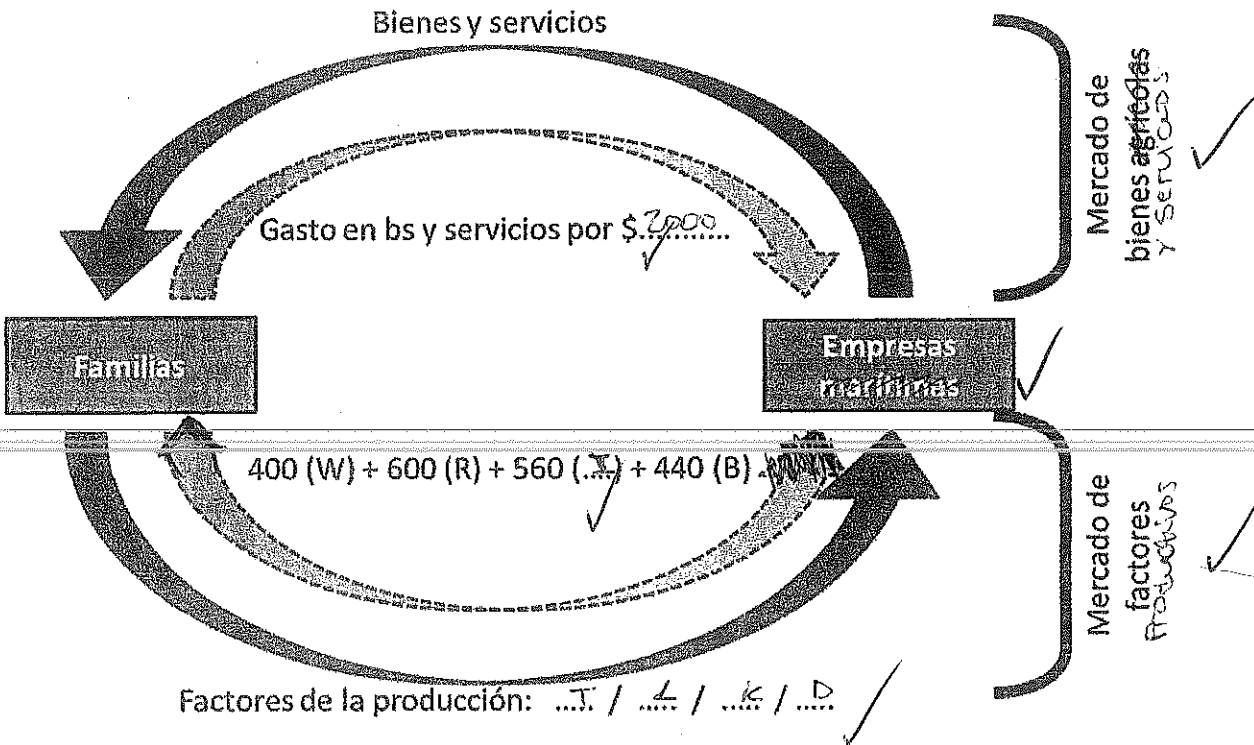 Bienes y servicios
Gasto en bs y servicios por $.2000..
Mercado de
bienes agrícolas
y servicios
Familias
Empresas
marítimas
400 (W) + 600 (R) + 560 (.I.) + 440 (B)
Mercado de
factores
Productivos
Factores de la producción: ..T.. / ..L.. / ..K.. / ..D..